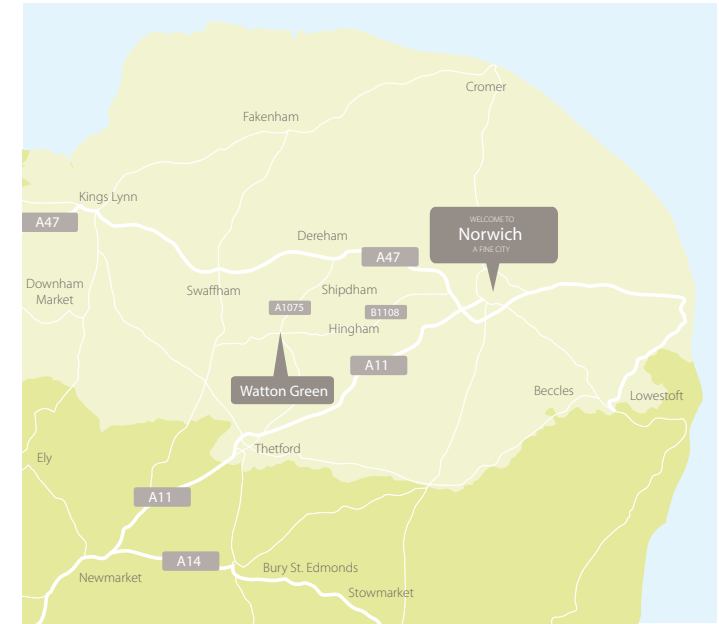 Cromer
Fakenham
Kings Lynn
A47
WELCOME TO
Norwich
A FINE CITY
Dereham
A47
Downham
Market
Swaffham
Shipdham
A1075
B1108
Hingham
A11
Watton Green
Beccles
Lowestoft
Thetford
Ely
A11
A14
Newmarket
Bury St. Edmonds
Stowmarket